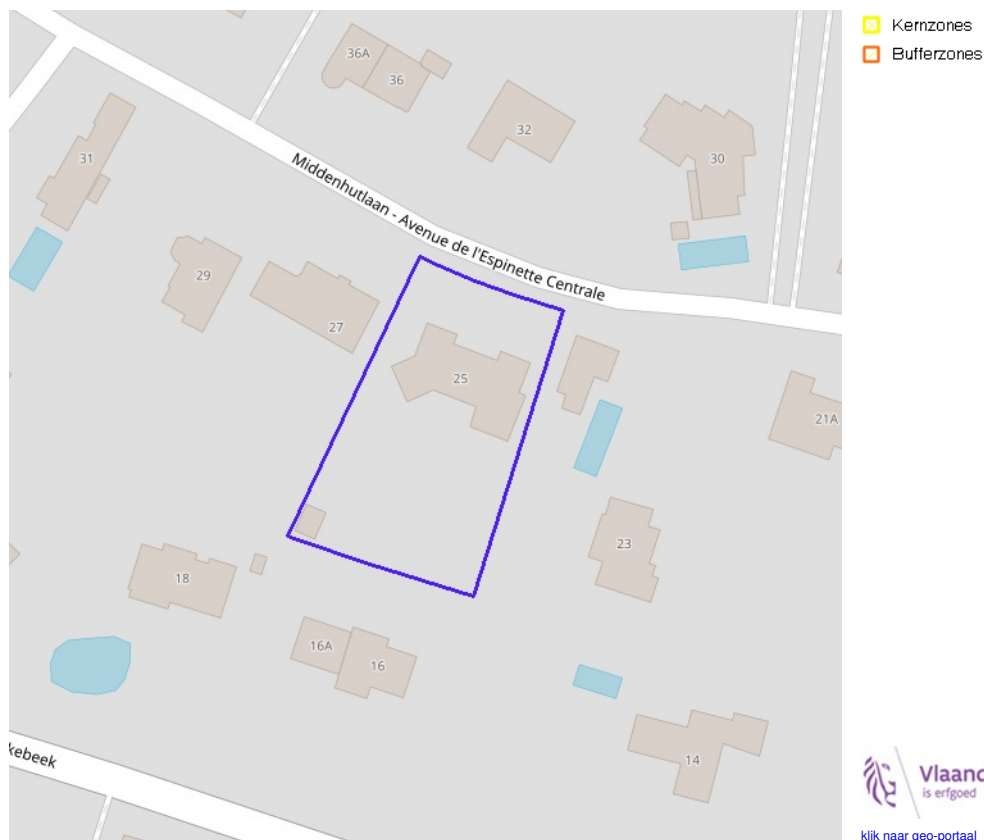 Kernzones
Bufferzones
36A
36
32
31
30
Middenhutlaan - Avenue de l'Espinette Centrale
29
27
25
21A
23
18
16A
16
kebeek
14
Vlaand
is erfgoed
klik naar geo-portaal